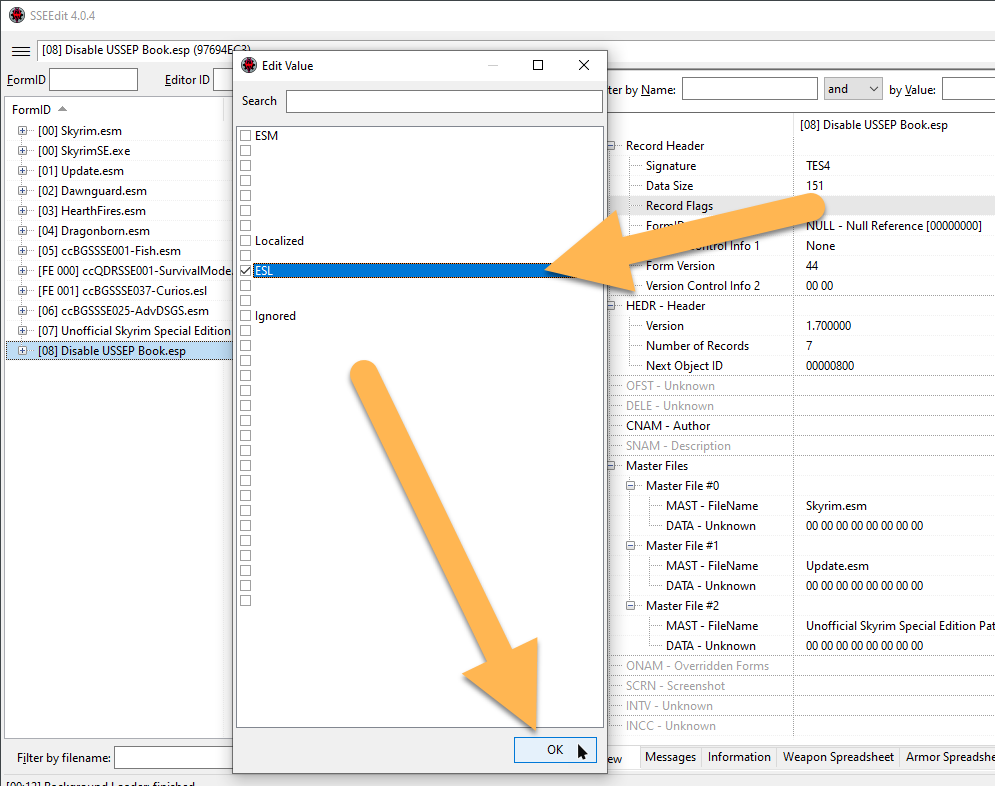 SSEEdit 4.0.4
[08] Disable USSEP Book.esp (97694EC3)
FormID
Editor ID
FormID
[00] Skyrim.esm
[00] SkyrimSE.exe
[01] Update.esm
[02] Dawnguard.esm
[03] HearthFires.esm
[04] Dragonborn.esm
[05] ccBGSSSE001-Fish.esm
[FE 000] ccQDRSSE001-SurvivalMode.
[FE 001] ccBGSSSE037-Curios.esl
[06] ccBGSSSE025-AdvDSGS.esm
[07] Unofficial Skyrim Special Edition
[08] Disable USSEP Book.esp
Filter by filename:
[00:13] Background Loader: finished
Edit Value
Search
ESM
Localized
ESL
Ignored
OK
ter by Name:
and
by Value:
[08] Disable USSEP Book.esp
Record Header
Signature TES4
Data Size 151
Record Flags
FormID NULL - Null Reference [00000000]
Control Info 1 None
Form Version 44
Version Control Info 2 00 00
HEDR - Header
Version 1.700000
Number of Records 7
Next Object ID 00000800
OFST - Unknown
DELE - Unknown
CNAM - Author
SNAM - Description
Master Files
Master File #0
MAST - FileName Skyrim.esm
DATA - Unknown 00 00 00 00 00 00 00 00
Master File #1
MAST - FileName Update.esm
DATA - Unknown 00 00 00 00 00 00 00 00
Master File #2
MAST - FileName Unofficial Skyrim Special Edition Pat
DATA - Unknown 00 00 00 00 00 00 00 00
ONAM - Overridden Forms
SCRN - Screenshot
INTV - Unknown
INCC - Unknown
ew Messages Information Weapon Spreadsheet Armor Spreadshe